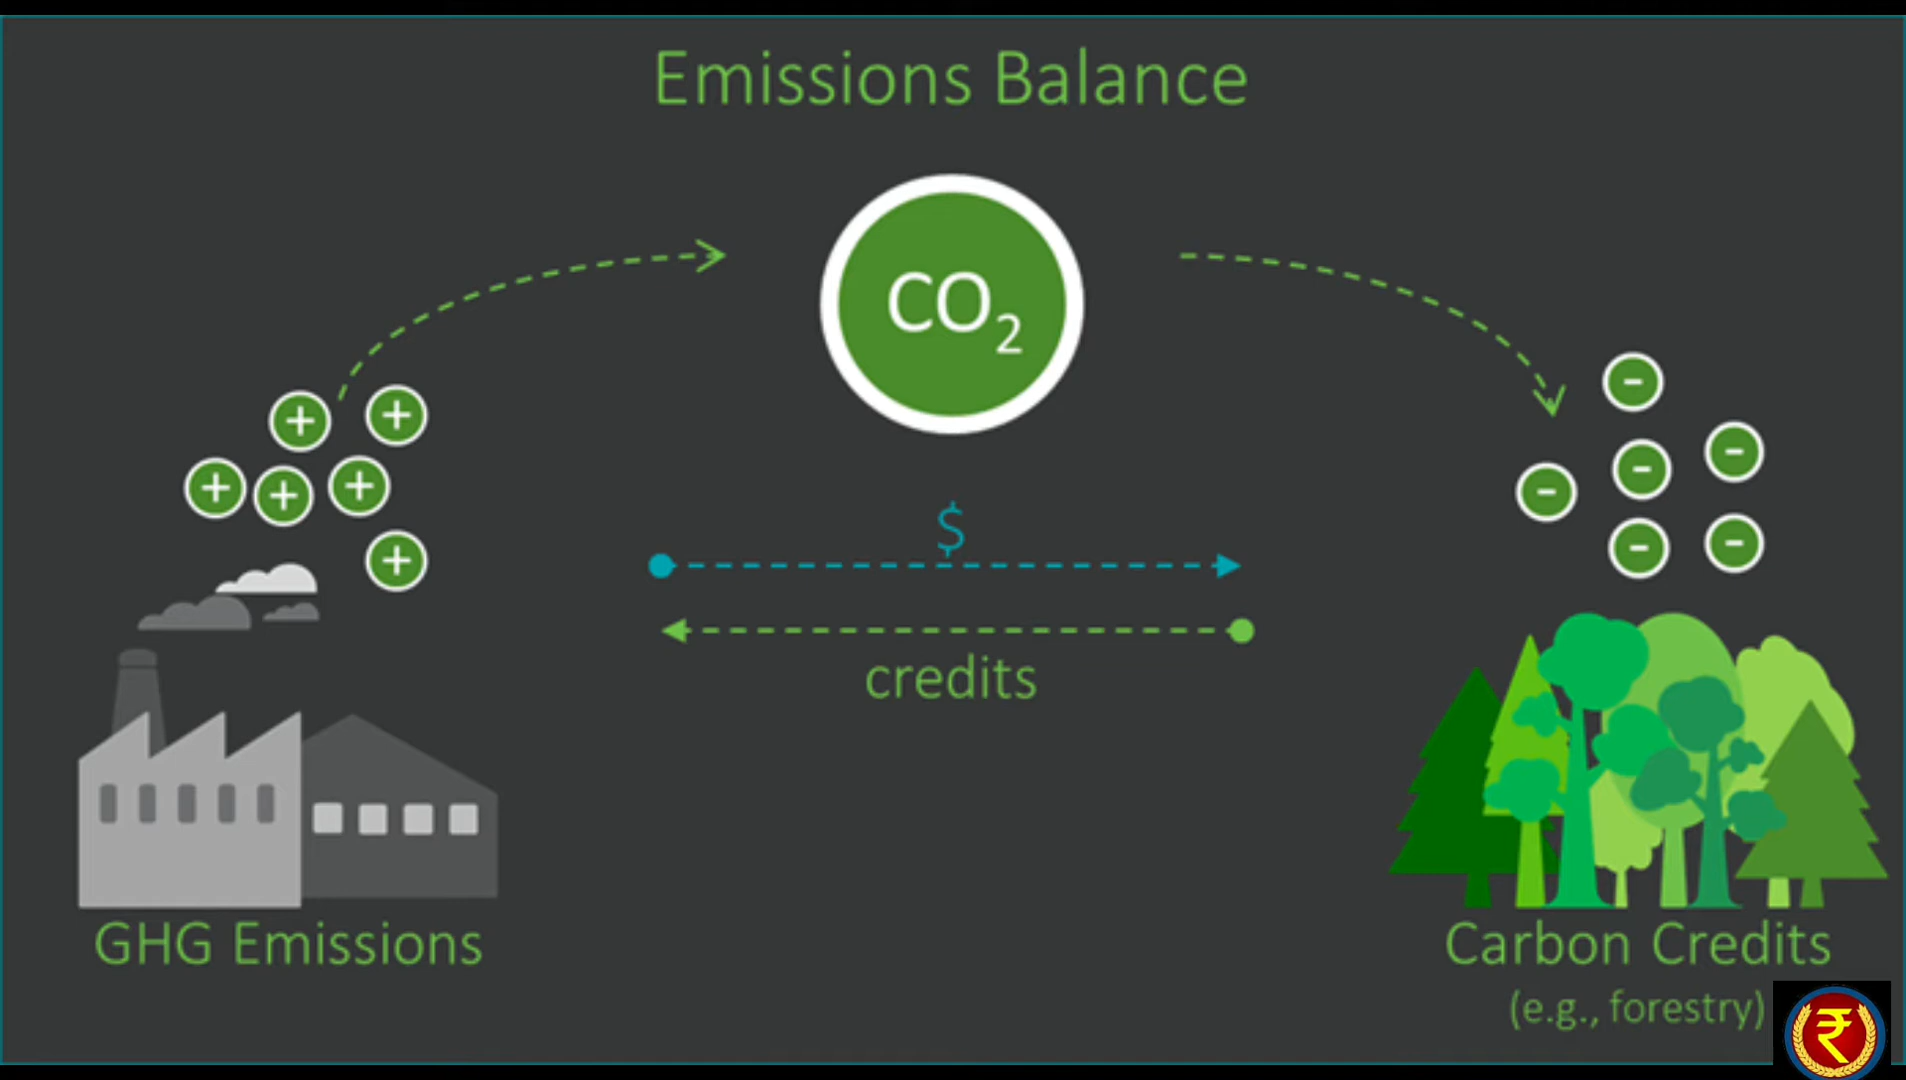 Emissions Balance
CO₂
+ +
+ + +
+
-
- - -
- -
$
credits
GHG Emissions
Carbon Credits
(e.g., forestry)
₹